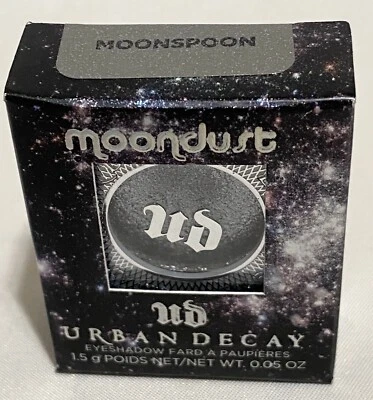 MOONSPOON
moondust
UD
UD
URBAN DECAY
EYESHADOW FARD À PAUPIÈRES
1.5 g POIDS NET/NET WT. 0.05 OZ